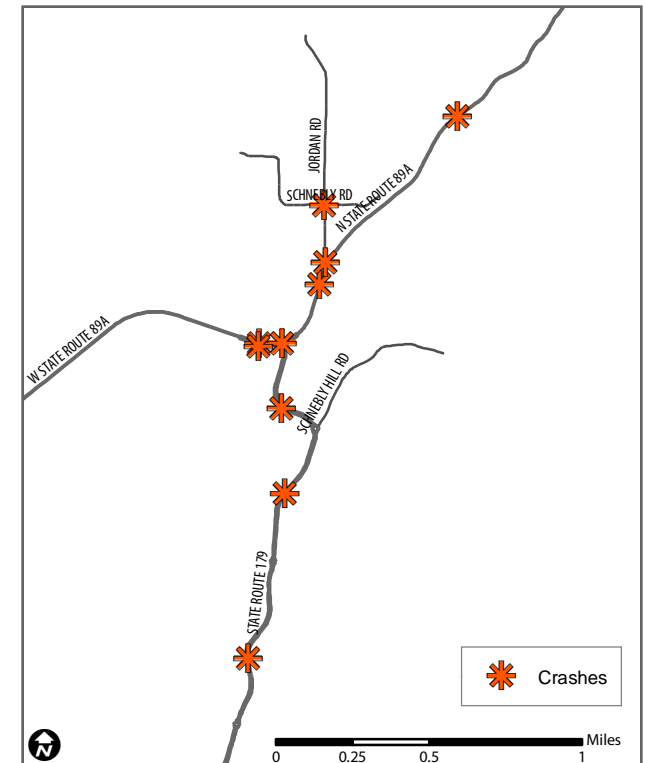 JORDAN RD
SCHNEBLY RD
N STATE ROUTE 89A
W STATE ROUTE 89A
SCHNEBLY HILL RD
STATE ROUTE 179
Crashes
N
Miles
0 0.25 0.5 1